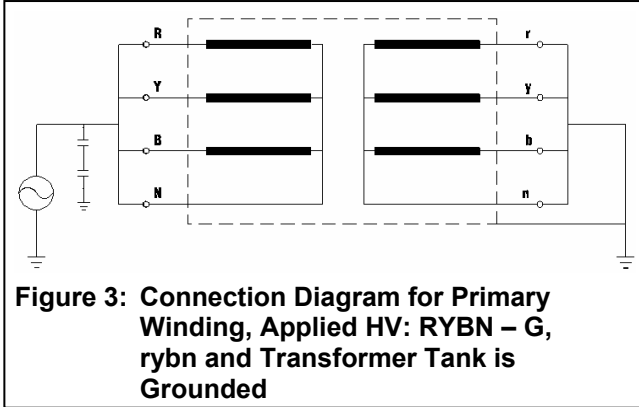 R r
Y y
B b
N n
Figure 3: Connection Diagram for Primary
Winding, Applied HV: RYBN – G,
rybn and Transformer Tank is
Grounded